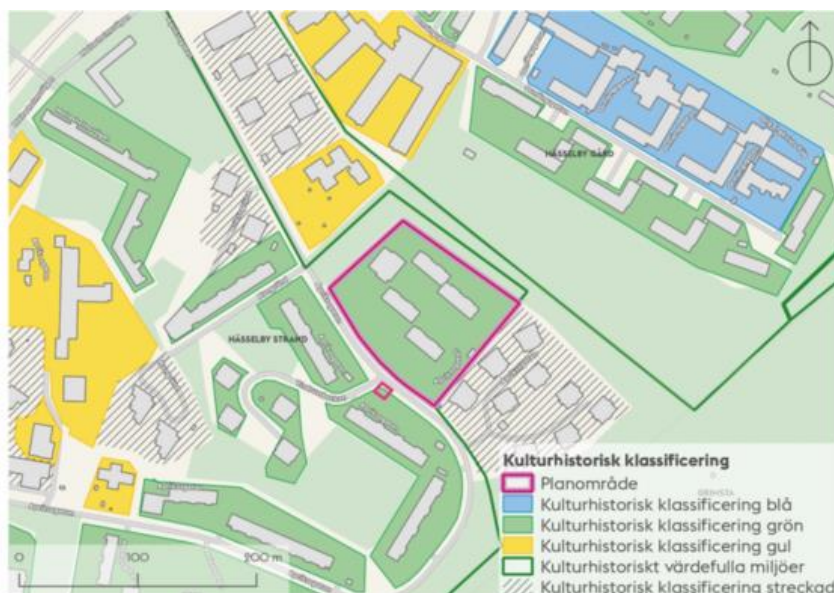 HÄSSELBY GÅRD
HÄSSELBY STRAND
GRIMSTA
0 100 200 m
Kulturhistorisk klassificering
Planområde
Kulturhistorisk klassificering blå
Kulturhistorisk klassificering grön
Kulturhistorisk klassificering gul
Kulturhistoriskt värdefulla miljöer
Kulturhistorisk klassificering streckad